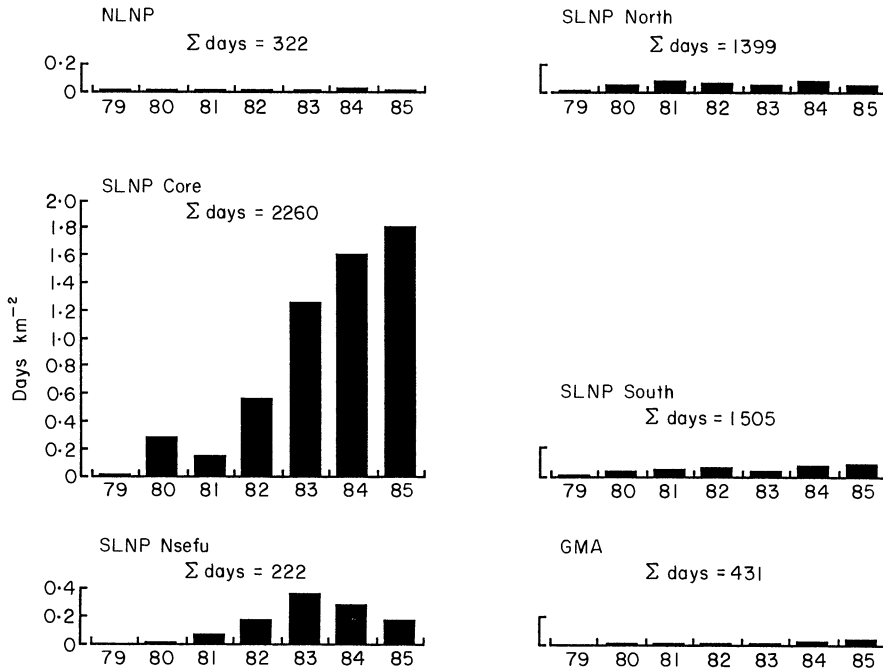 NLNP
Σ days = 322
0·2
0
79 80 81 82 83 84 85
SLNP North
Σ days = 1399
79 80 81 82 83 84 85
SLNP Core
Σ days = 2260
Days km⁻²
2·0
1·8
1·6
1·4
1·2
1·0
0·8
0·6
0·4
0·2
0
79 80 81 82 83 84 85
SLNP South
Σ days = 1505
79 80 81 82 83 84 85
SLNP Nsefu
Σ days = 222
0·4
0·2
0
79 80 81 82 83 84 85
GMA
Σ days = 431
79 80 81 82 83 84 85